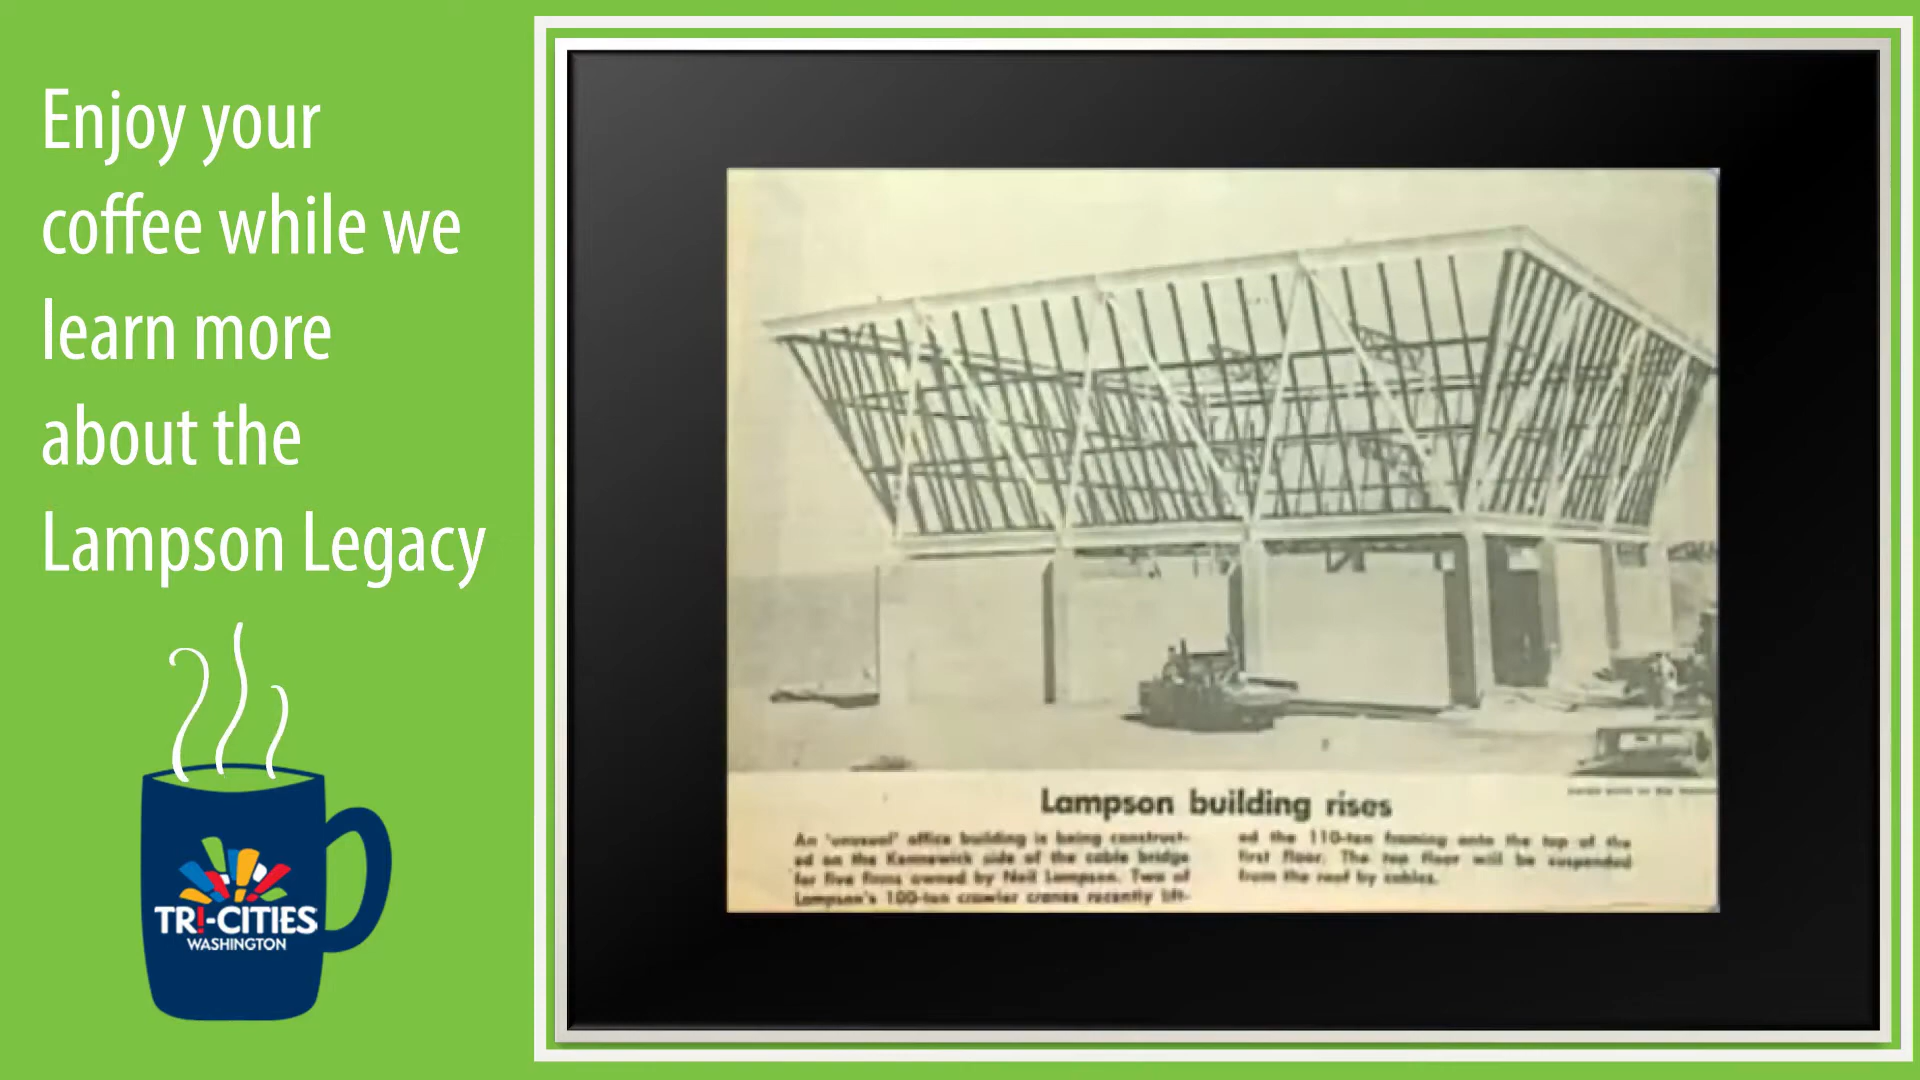 Enjoy your
coffee while we
learn more
about the
Lampson Legacy
TR!-CITIES
WASHINGTON
Lampson building rises
An 'unusual' office building is being construct-
ed on the Kennewick side of the cable bridge
for five firms owned by Neil Lampson. Two of
Lampson's 100-ton crawler cranes recently lift-
ed the 110-ton framing onto the top of the
first floor. The top floor will be suspended
from the roof by cables.